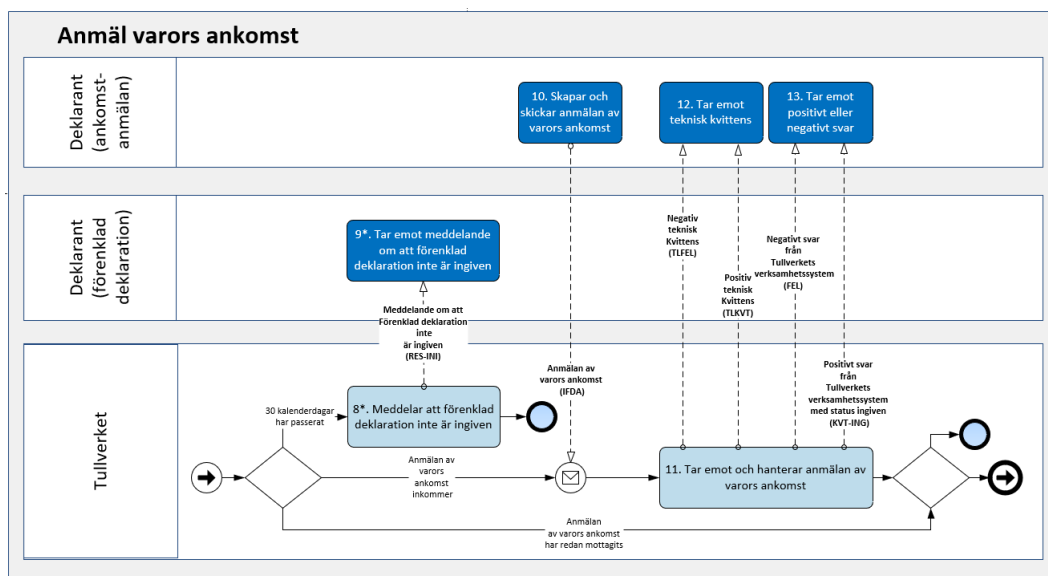 Anmäl varors ankomst
Deklarant
(ankomst-
anmälan)
10. Skapar och
skickar anmälan av
varors ankomst
12. Tar emot
teknisk kvittens
13. Tar emot
positivt eller
negativt svar
Deklarant
(förenklad
deklaration)
9*. Tar emot meddelande
om att förenklad
deklaration inte är ingiven
Negativ
teknisk
Kvittens
(TLFEL)
Positiv
teknisk
Kvittens
(TLKVT)
Negativt svar
från
Tullverkets
verksamhetssystem
(FEL)
Meddelande om att
Förenklad deklaration
inte
är ingiven
(RES-INI)
Tullverket
Anmälan av
varors ankomst
(IFDA)
Positivt svar
från
Tullverkets
verksamhetssystem
med status ingiven
(KVT-ING)
30 kalenderdagar
har passerat
8*. Meddelar att förenklad
deklaration inte är ingiven
Anmälan av
varors
ankomst
inkommer
11. Tar emot och hanterar anmälan av
varors ankomst
Anmälan
av varors ankomst
har redan mottagits